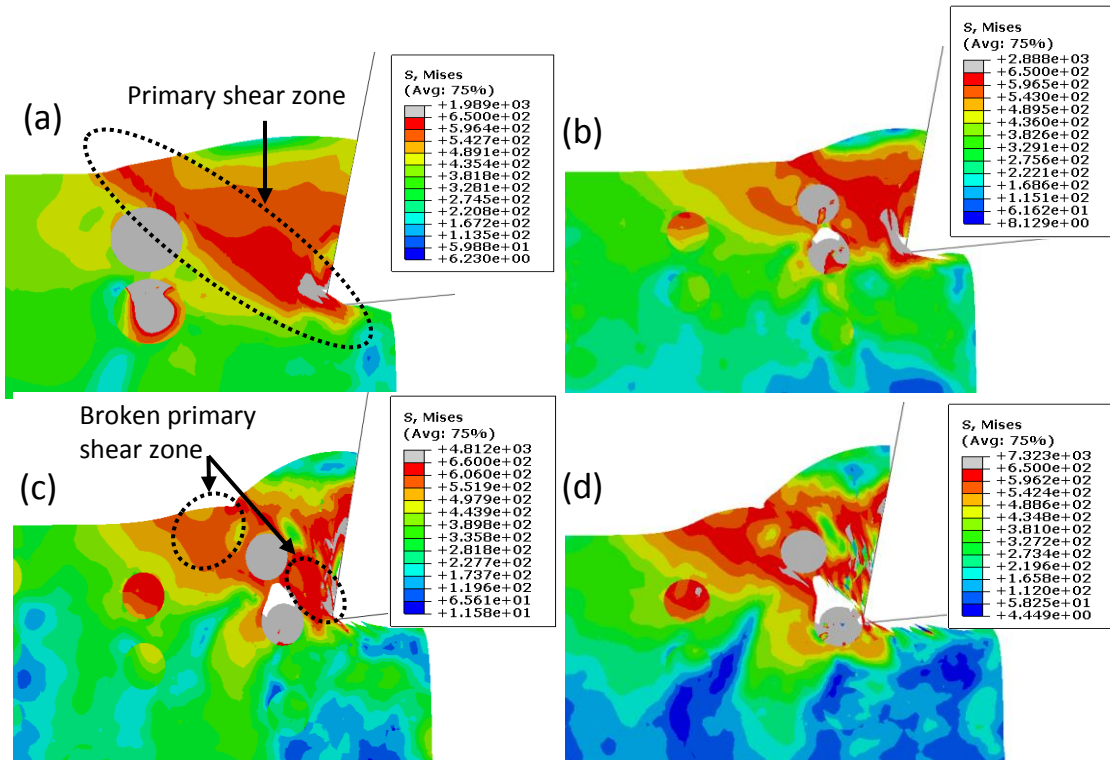 (a)
Primary shear zone
S, Mises
(Avg: 75%)
+1.989e+03
+6.500e+02
+5.964e+02
+5.427e+02
+4.891e+02
+4.354e+02
+3.818e+02
+3.281e+02
+2.745e+02
+2.208e+02
+1.672e+02
+1.135e+02
+5.988e+01
+6.230e+00
(b)
S, Mises
(Avg: 75%)
+2.888e+03
+6.500e+02
+5.965e+02
+5.430e+02
+4.895e+02
+4.360e+02
+3.826e+02
+3.291e+02
+2.756e+02
+2.221e+02
+1.686e+02
+1.151e+02
+6.162e+01
+8.129e+00
(c)
Broken primary
shear zone
S, Mises
(Avg: 75%)
+4.812e+03
+6.600e+02
+6.060e+02
+5.519e+02
+4.979e+02
+4.439e+02
+3.898e+02
+3.358e+02
+2.818e+02
+2.277e+02
+1.737e+02
+1.196e+02
+6.561e+01
+1.158e+01
(d)
S, Mises
(Avg: 75%)
+7.323e+03
+6.500e+02
+5.962e+02
+5.424e+02
+4.886e+02
+4.348e+02
+3.810e+02
+3.272e+02
+2.734e+02
+2.196e+02
+1.658e+02
+1.120e+02
+5.825e+01
+4.449e+00